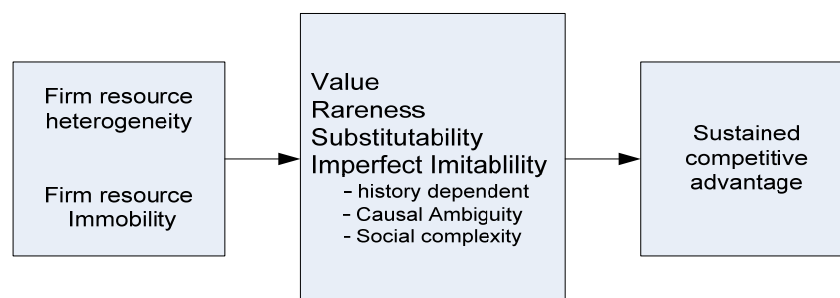 Firm resource
heterogeneity
Firm resource
Immobility
Value
Rareness
Substitutability
Imperfect Imitablility
- history dependent
- Causal Ambiguity
- Social complexity
Sustained
competitive
advantage